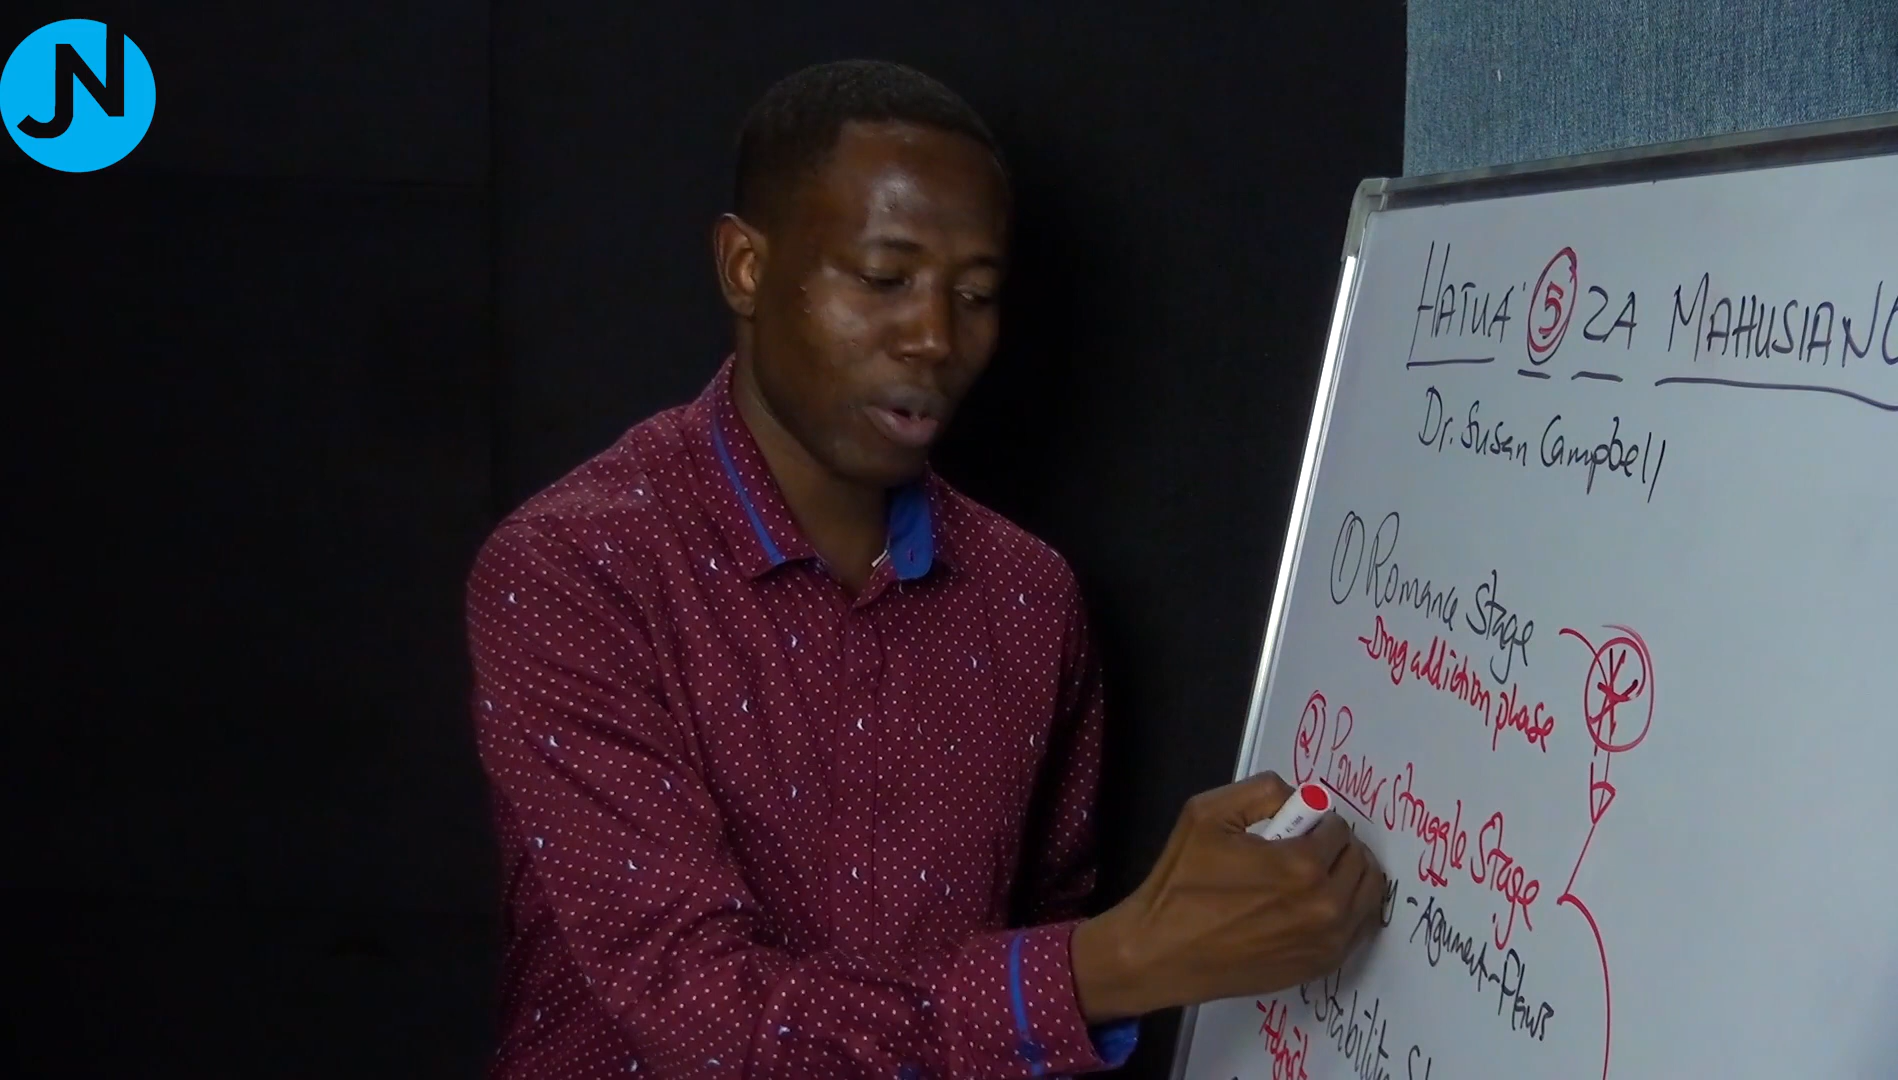 JN
HATUA 5 ZA MAHUSIANO
Dr. Susan Campbell
① Romance Stage
-Drug addiction phase
② Power Struggle Stage
-Argument-Flaws
Stability
-Adjust